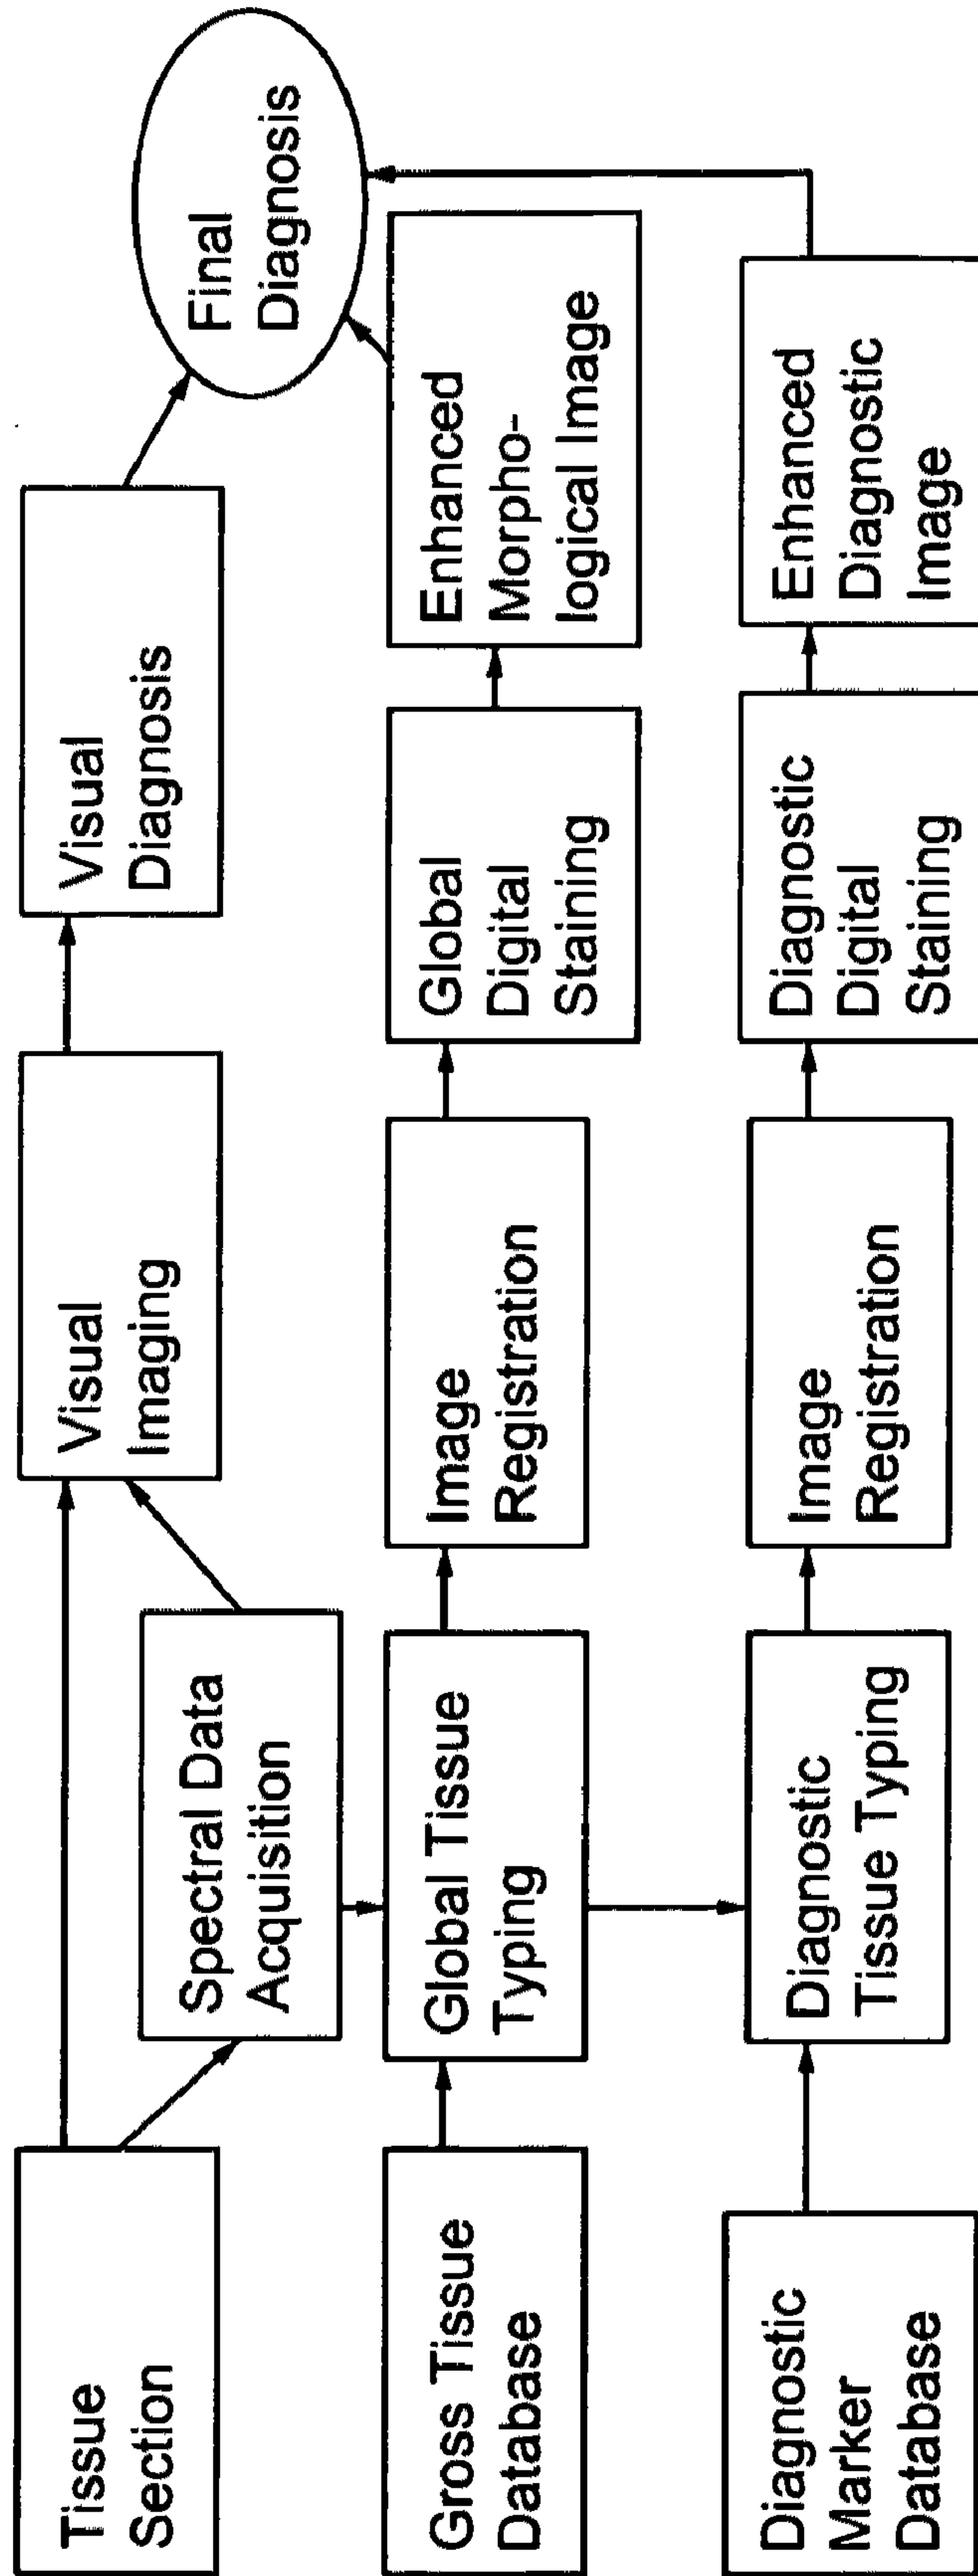 Tissue
Section
Visual
Imaging
Visual
Diagnosis
Final
Diagnosis
Spectral Data
Acquisition
Gross Tissue
Database
Global Tissue
Typing
Image
Registration
Global
Digital
Staining
Enhanced
Morpho-
logical Image
Diagnostic
Marker
Database
Diagnostic
Tissue Typing
Image
Registration
Diagnostic
Digital
Staining
Enhanced
Diagnostic
Image